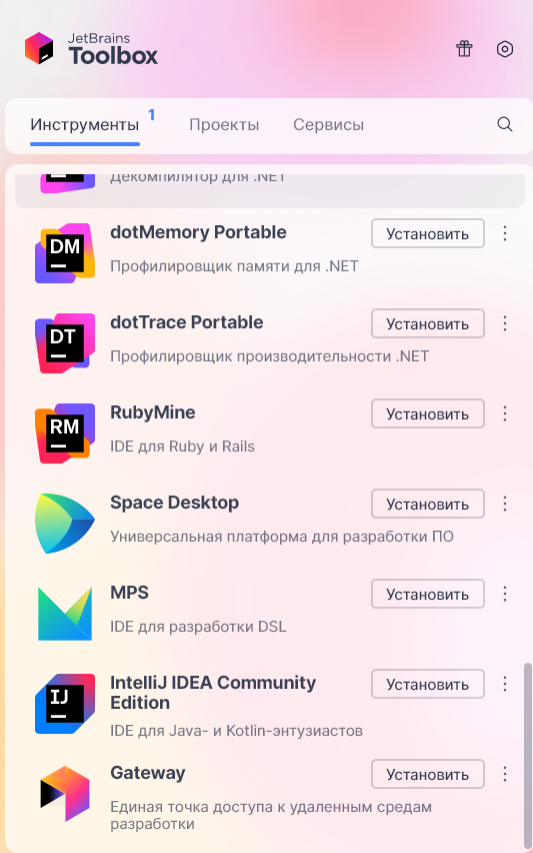 JetBrains
Toolbox
Инструменты 1 Проекты Сервисы
Декомпилятор для .NET
DM dotMemory Portable Установить
Профилировщик памяти для .NET
DT dotTrace Portable Установить
Профилировщик производительности .NET
RM RubyMine Установить
IDE для Ruby и Rails
Space Desktop Установить
Универсальная платформа для разработки ПО
MPS Установить
IDE для разработки DSL
IJ IntelliJ IDEA Community Установить
Edition
IDE для Java- и Kotlin-энтузиастов
Gateway Установить
Единая точка доступа к удаленным средам
разработки